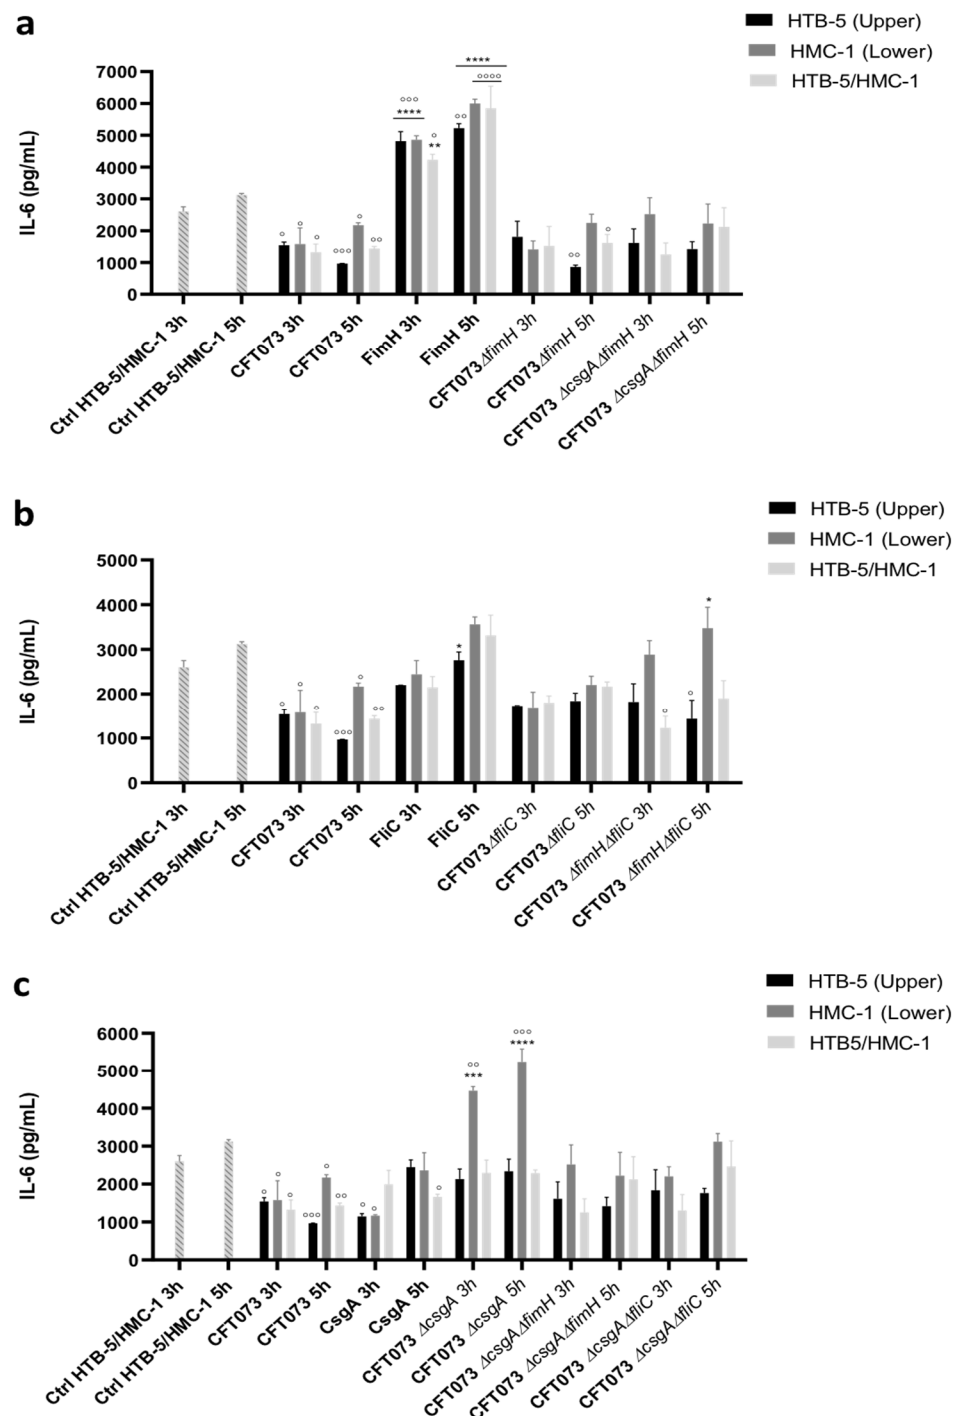 a
HTB-5 (Upper)
HMC-1 (Lower)
HTB-5/HMC-1
IL-6 (pg/mL)
7000
6000
5000
4000
3000
2000
1000
0
°
°
°
°°°
°
°°
°°°
****
°
**
****
°°°°
°°
°°
°
Ctrl HTB-5/HMC-1 3h
Ctrl HTB-5/HMC-1 5h
CFT073 3h
CFT073 5h
FimH 3h
FimH 5h
CFT073ΔfimH 3h
CFT073ΔfimH 5h
CFT073 ΔcsgAΔfimH 3h
CFT073 ΔcsgAΔfimH 5h
b
HTB-5 (Upper)
HMC-1 (Lower)
HTB-5/HMC-1
IL-6 (pg/mL)
5000
4000
3000
2000
1000
0
°
°
°
°°°
°
°°
*
°
°
*
Ctrl HTB-5/HMC-1 3h
Ctrl HTB-5/HMC-1 5h
CFT073 3h
CFT073 5h
FliC 3h
FliC 5h
CFT073ΔfliC 3h
CFT073ΔfliC 5h
CFT073 ΔfimHΔfliC 3h
CFT073 ΔfimHΔfliC 5h
c
HTB-5 (Upper)
HMC-1 (Lower)
HTB5/HMC-1
IL-6 (pg/mL)
6000
5000
4000
3000
2000
1000
0
°
°
°
°°°
°
°°
°
°
°
°°
***
°°°
****
Ctrl HTB-5/HMC-1 3h
Ctrl HTB-5/HMC-1 5h
CFT073 3h
CFT073 5h
CsgA 3h
CsgA 5h
CFT073 ΔcsgA 3h
CFT073 ΔcsgA 5h
CFT073 ΔcsgAΔfimH 3h
CFT073 ΔcsgAΔfimH 5h
CFT073 ΔcsgAΔfliC 3h
CFT073 ΔcsgAΔfliC 5h